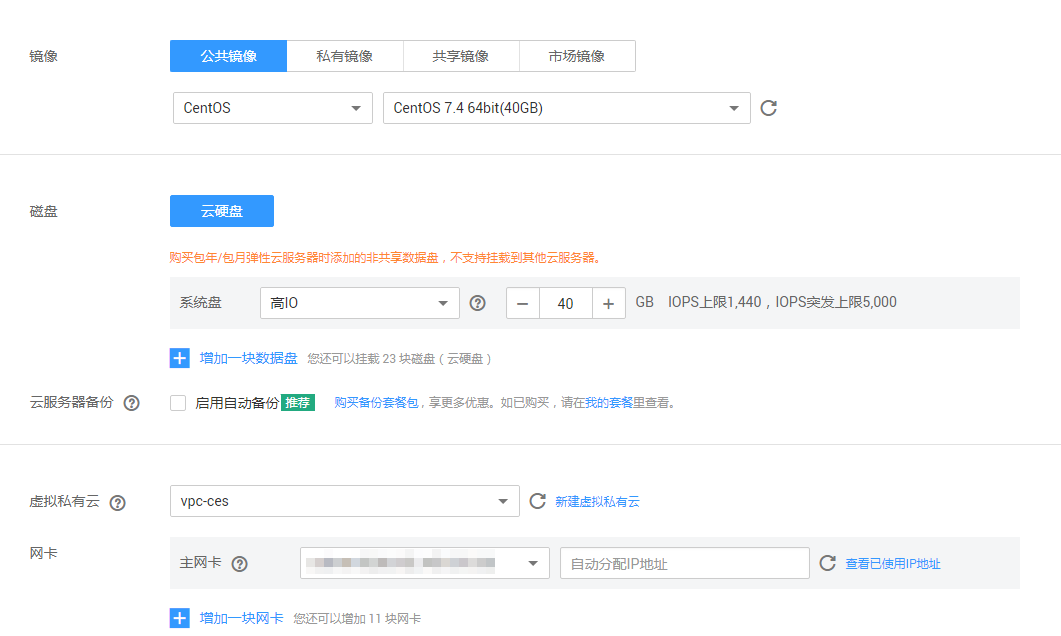 镜像 公共镜像 私有镜像 共享镜像 市场镜像
CentOS CentOS 7.4 64bit(40GB)
磁盘 云硬盘
购买包年/包月弹性云服务器时添加的非共享数据盘，不支持挂载到其他云服务器。
系统盘 高IO ? − 40 + GB IOPS上限1,440，IOPS突发上限5,000
+ 增加一块数据盘 您还可以挂载 23 块磁盘（云硬盘）
云服务器备份 ? 启用自动备份 推荐 购买备份套餐包，享更多优惠。如已购买，请在我的套餐里查看。
虚拟私有云 ? vpc-ces 新建虚拟私有云
网卡 主网卡 ? 自动分配IP地址 查看已使用IP地址
+ 增加一块网卡 您还可以增加 11 块网卡